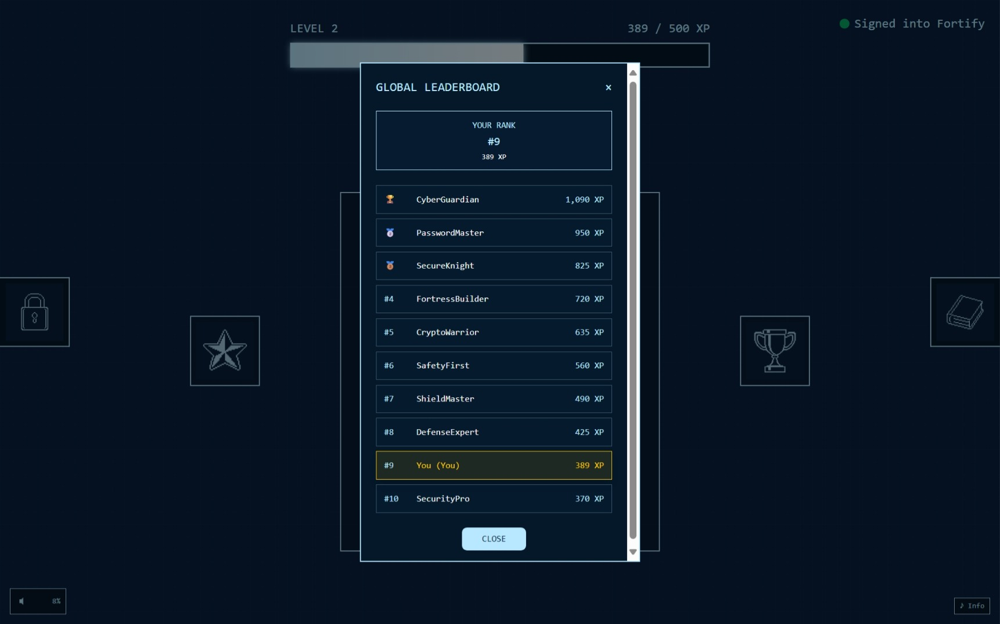 LEVEL 2
389 / 500 XP
Signed into Fortify
GLOBAL LEADERBOARD
×
YOUR RANK
#9
389 XP
CyberGuardian 1,090 XP
PasswordMaster 950 XP
SecureKnight 825 XP
#4 FortressBuilder 720 XP
#5 CryptoWarrior 635 XP
#6 SafetyFirst 560 XP
#7 ShieldMaster 490 XP
#8 DefenseExpert 425 XP
#9 You (You) 389 XP
#10 SecurityPro 370 XP
CLOSE
8%
♪ Info